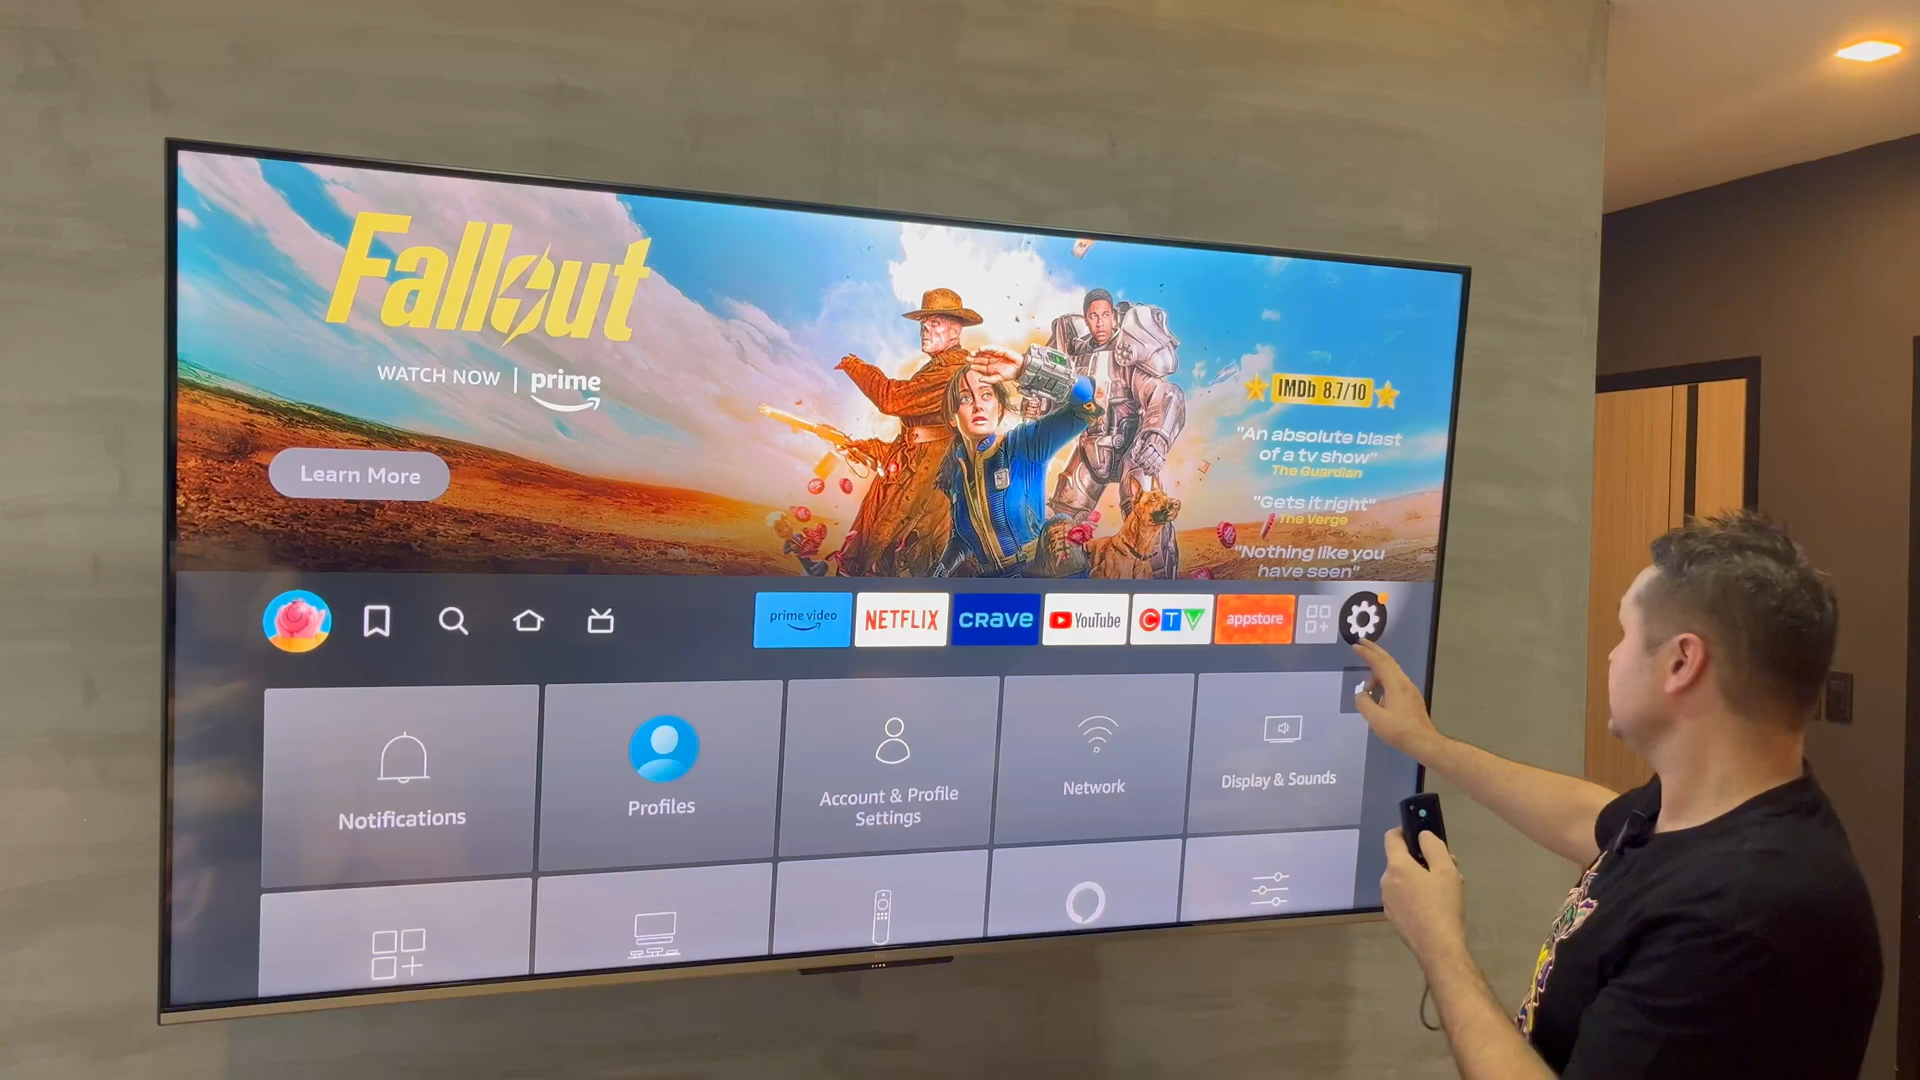 Fallout
WATCH NOW | prime
Learn More
IMDb 8.7/10
"An absolute blast
of a tv show"
The Guardian
"Gets it right"
The Verge
"Nothing like you
have seen"
prime video
NETFLIX
CRAVE
YouTube
CTV
appstore
Notifications
Profiles
Account & Profile
Settings
Network
Display & Sounds